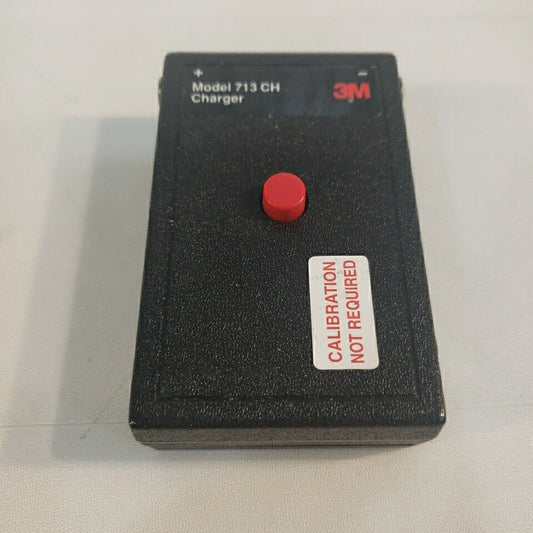 + -
Model 713 CH
Charger
3M
CALIBRATION
NOT REQUIRED